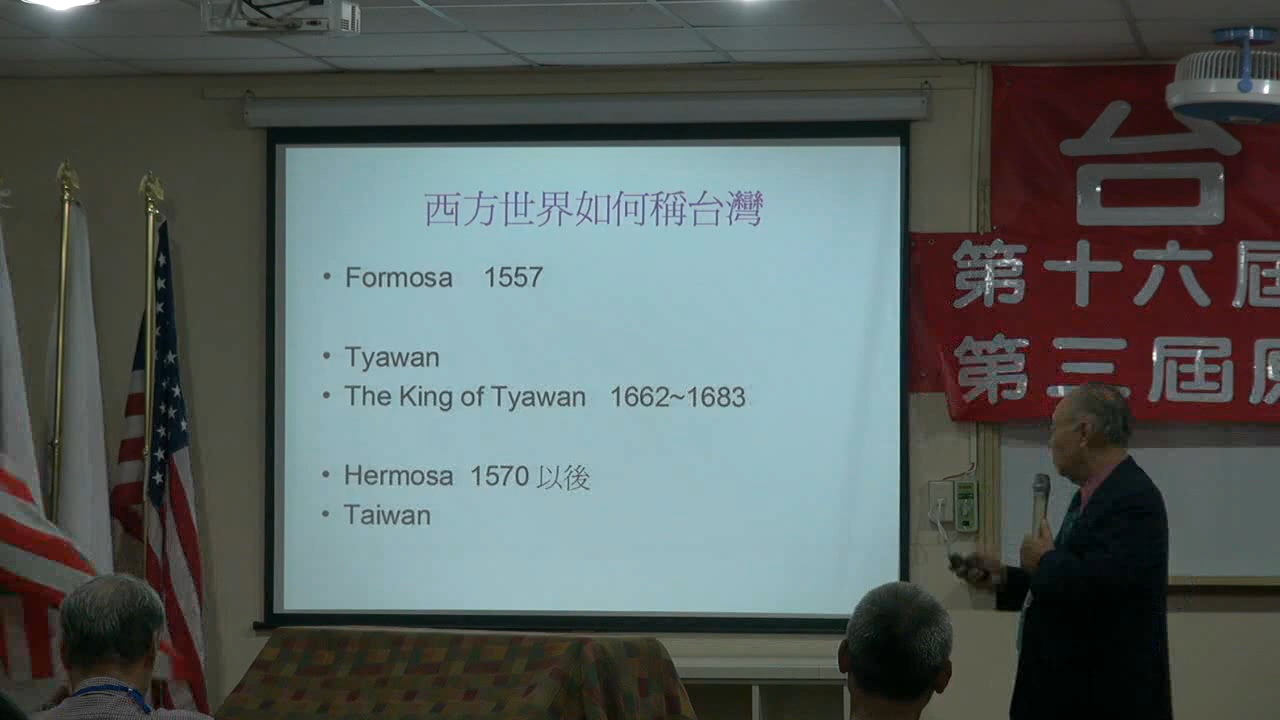 西方世界如何稱台灣
• Formosa 1557
• Tyawan
• The King of Tyawan 1662~1683
• Hermosa 1570 以後
• Taiwan
台
第十六屆
第三屆